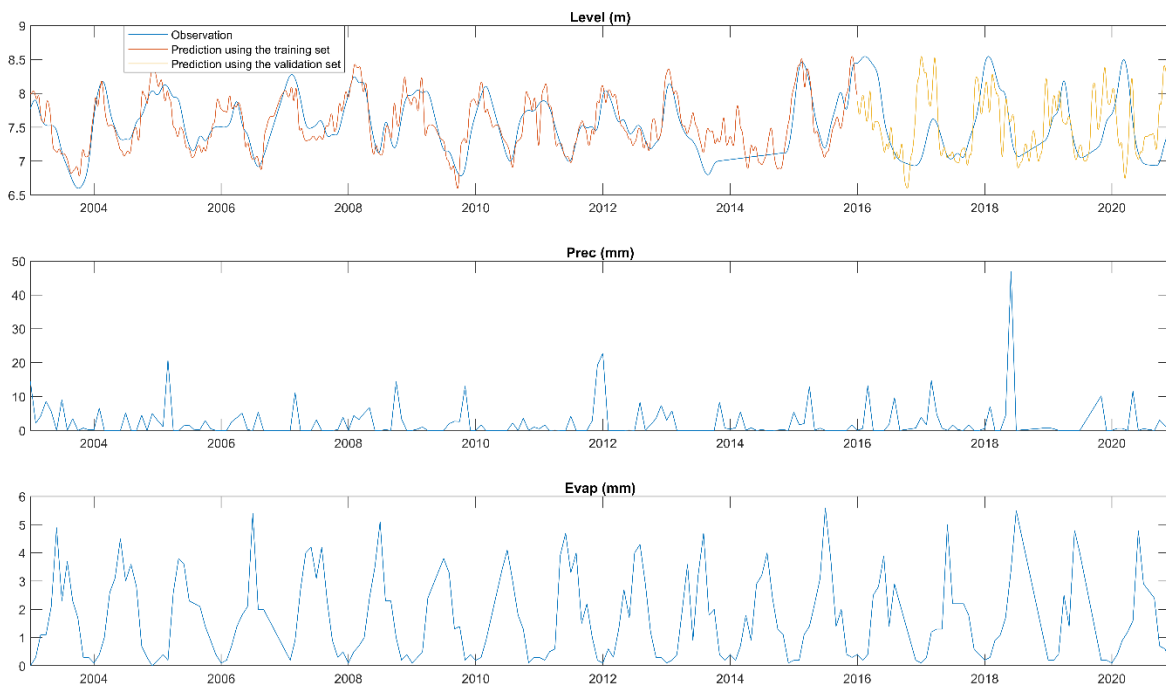 Level (m)
9
8.5
8
7.5
7
6.5
Observation
Prediction using the training set
Prediction using the validation set
2004 2006 2008 2010 2012 2014 2016 2018 2020
Prec (mm)
50
40
30
20
10
0
2004 2006 2008 2010 2012 2014 2016 2018 2020
Evap (mm)
6
5
4
3
2
1
0
2004 2006 2008 2010 2012 2014 2016 2018 2020